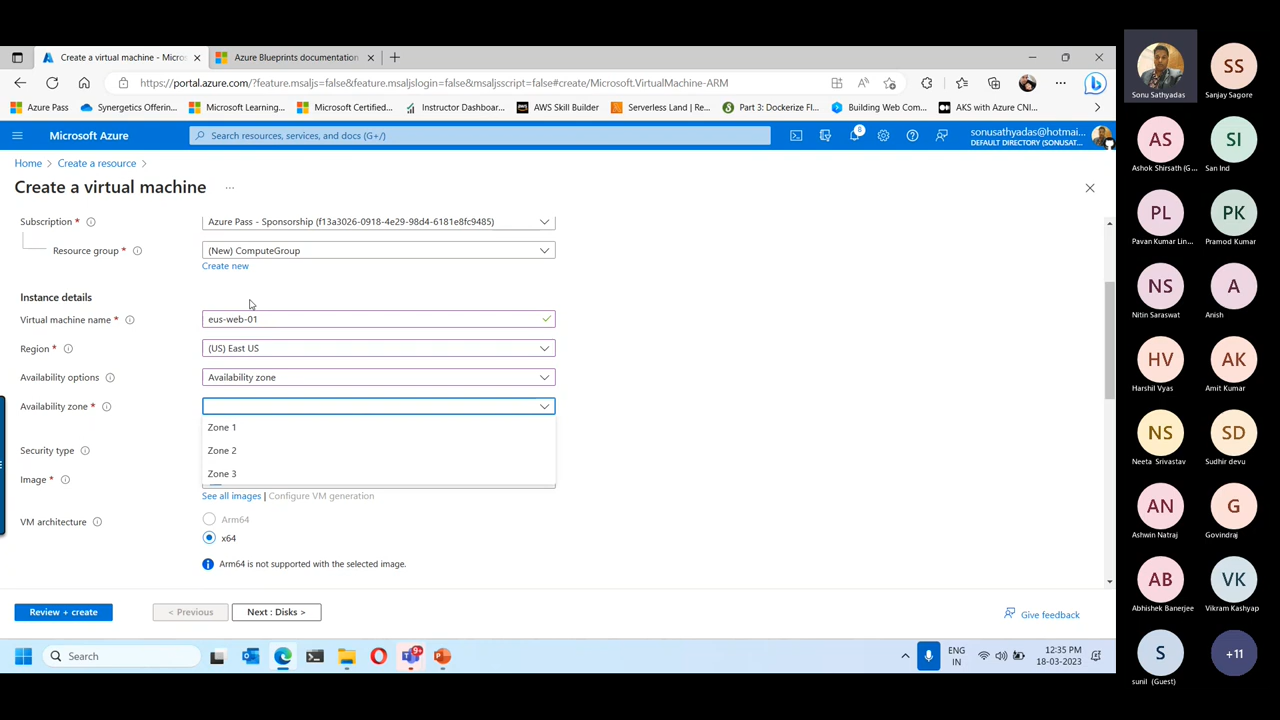 Create a virtual machine - Micros
Azure Blueprints documentation
https://portal.azure.com/?feature.msaljs=false&feature.msaljslogin=false&msaljsscript=false#create/Microsoft.VirtualMachine-ARM
Azure Pass
Synergetics Offering...
Microsoft Learning...
Microsoft Certified...
Instructor Dashboar...
AWS Skill Builder
Serverless Land | Re...
Part 3: Dockerize Fl...
Building Web Com...
AKS with Azure CNI...
Microsoft Azure
Search resources, services, and docs (G+/)
6
sonusathyadas@hotmai...
DEFAULT DIRECTORY (SONUSAT...
Home > Create a resource >
Create a virtual machine ...
Subscription *
Azure Pass - Sponsorship (f13a3026-0918-4e29-98d4-6181e8fc9485)
Resource group *
(New) ComputeGroup
Create new
Instance details
Virtual machine name *
eus-web-01
Region *
(US) East US
Availability options
Availability zone
Availability zone *
Zone 1
Zone 2
Zone 3
Security type
Image *
See all images | Configure VM generation
VM architecture
Arm64
x64
Arm64 is not supported with the selected image.
Review + create
< Previous
Next : Disks >
Give feedback
Search
9+
ENG
IN
12:35 PM
18-03-2023
Sonu Sathyadas
SS
Sanjay Sagore
AS
Ashok Shirsath (G...
SI
San Ind
PL
Pavan Kumar Lin...
PK
Pramod Kumar
NS
Nitin Saraswat
A
Anish
HV
Harshil Vyas
AK
Amit Kumar
NS
Neeta Srivastav
SD
Sudhir devu
AN
Ashwin Natraj
G
Govindraj
AB
Abhishek Banerjee
VK
Vikram Kashyap
S
sunil (Guest)
+11